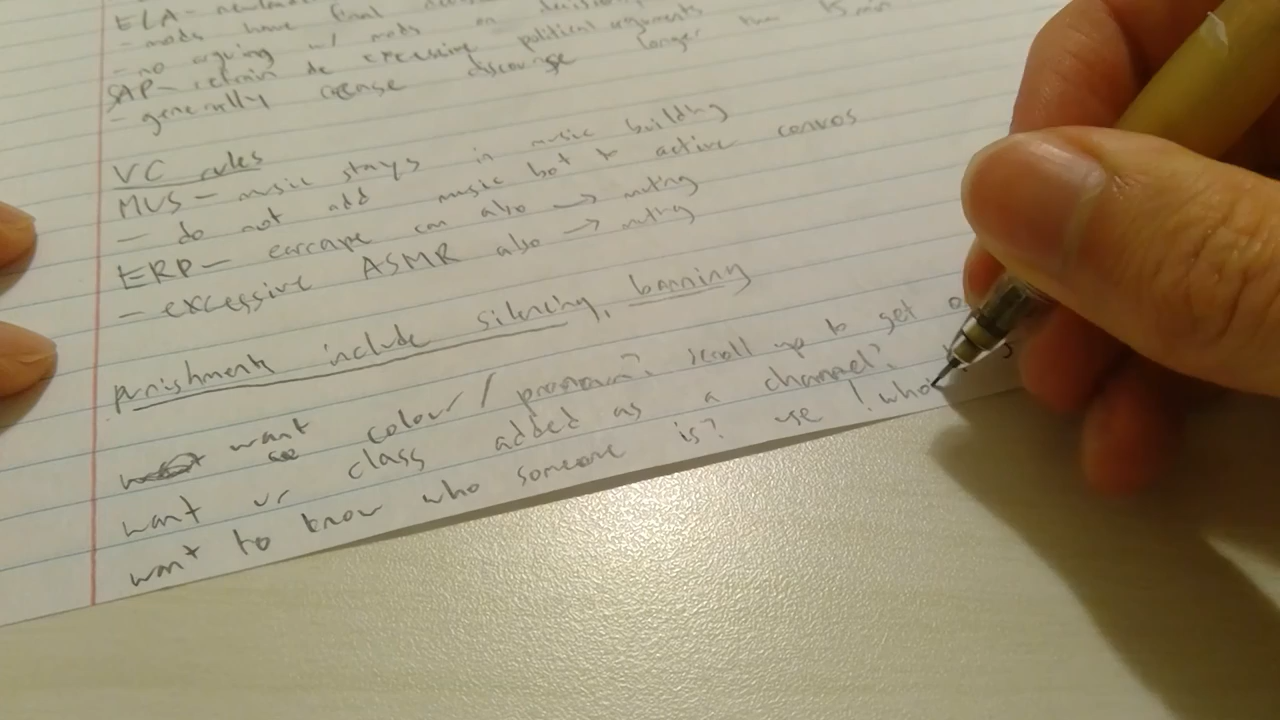 ELA-
- mods have final
- no arguing w/ mods on
SAP- refrain de excessive political arguments
- generally cease discourse longer than 15 min
VC rules
MUS - music stays in music building
- do not add music bot to active convos
ERP- earrape can also → muting
- excessive ASMR also → muting
punishments include silencing, banning
want colour / pronoun? scroll up to get
want ur class added as a channel?
want to know who someone is? use !whois